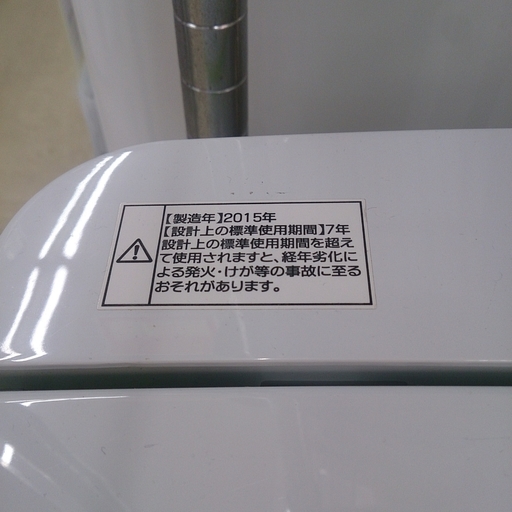 【製造年】2015年
【設計上の標準使用期間】7年
設計上の標準使用期間を超え
て使用されますと、経年劣化に
よる発火・けが等の事故に至る
おそれがあります。